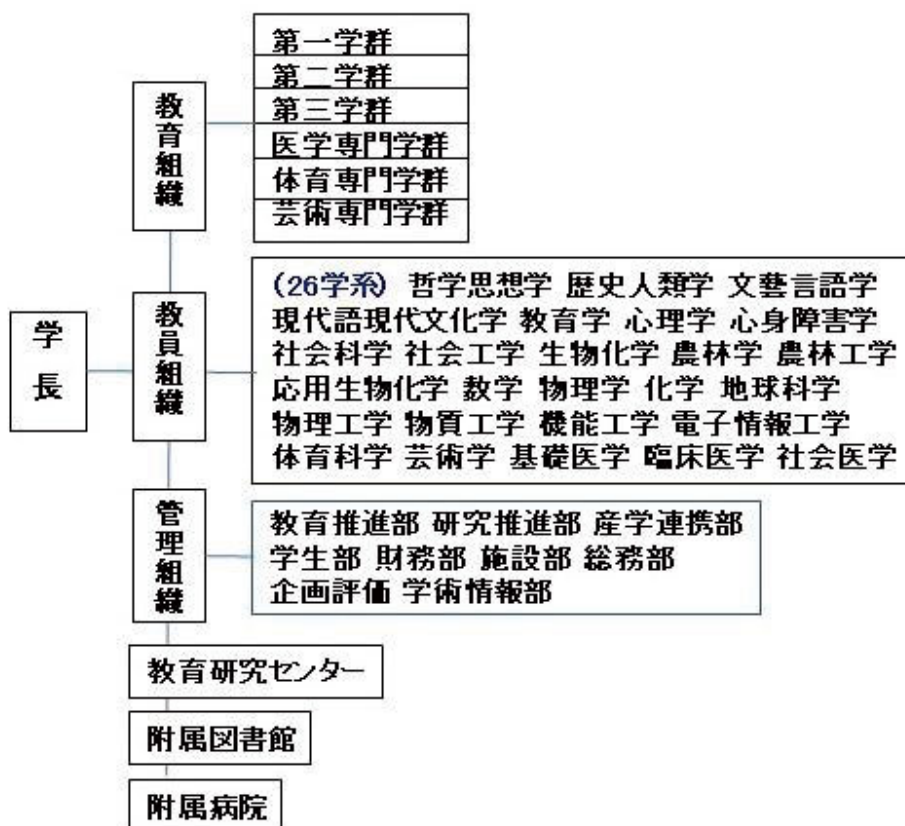 第一学群
第二学群
第三学群
医学専門学群
体育専門学群
芸術専門学群
教育組織
(26学系) 哲学思想学 歴史人類学 文藝言語学
現代語現代文化学 教育学 心理学 心身障害学
社会科学 社会工学 生物化学 農林学 農林工学
応用生物化学 数学 物理学 化学 地球科学
物理工学 物質工学 機能工学 電子情報工学
体育科学 芸術学 基礎医学 臨床医学 社会医学
教員組織
学長
教育推進部 研究推進部 産学連携部
学生部 財務部 施設部 総務部
企画評価 学術情報部
管理組織
教育研究センター
附属図書館
附属病院